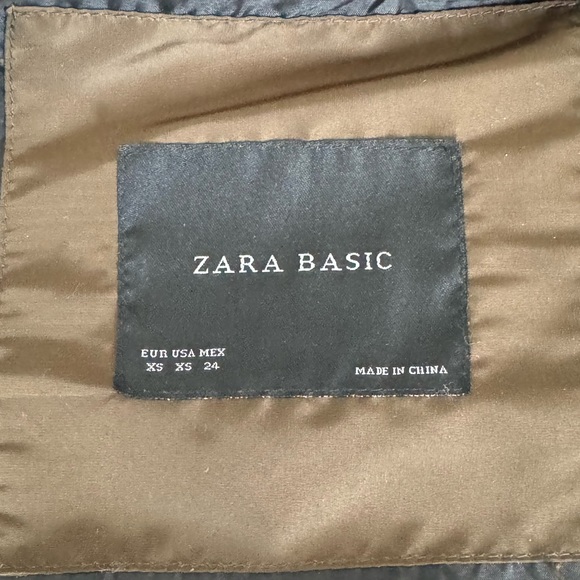 ZARA BASIC
EUR USA MEX
XS XS 24
MADE IN CHINA